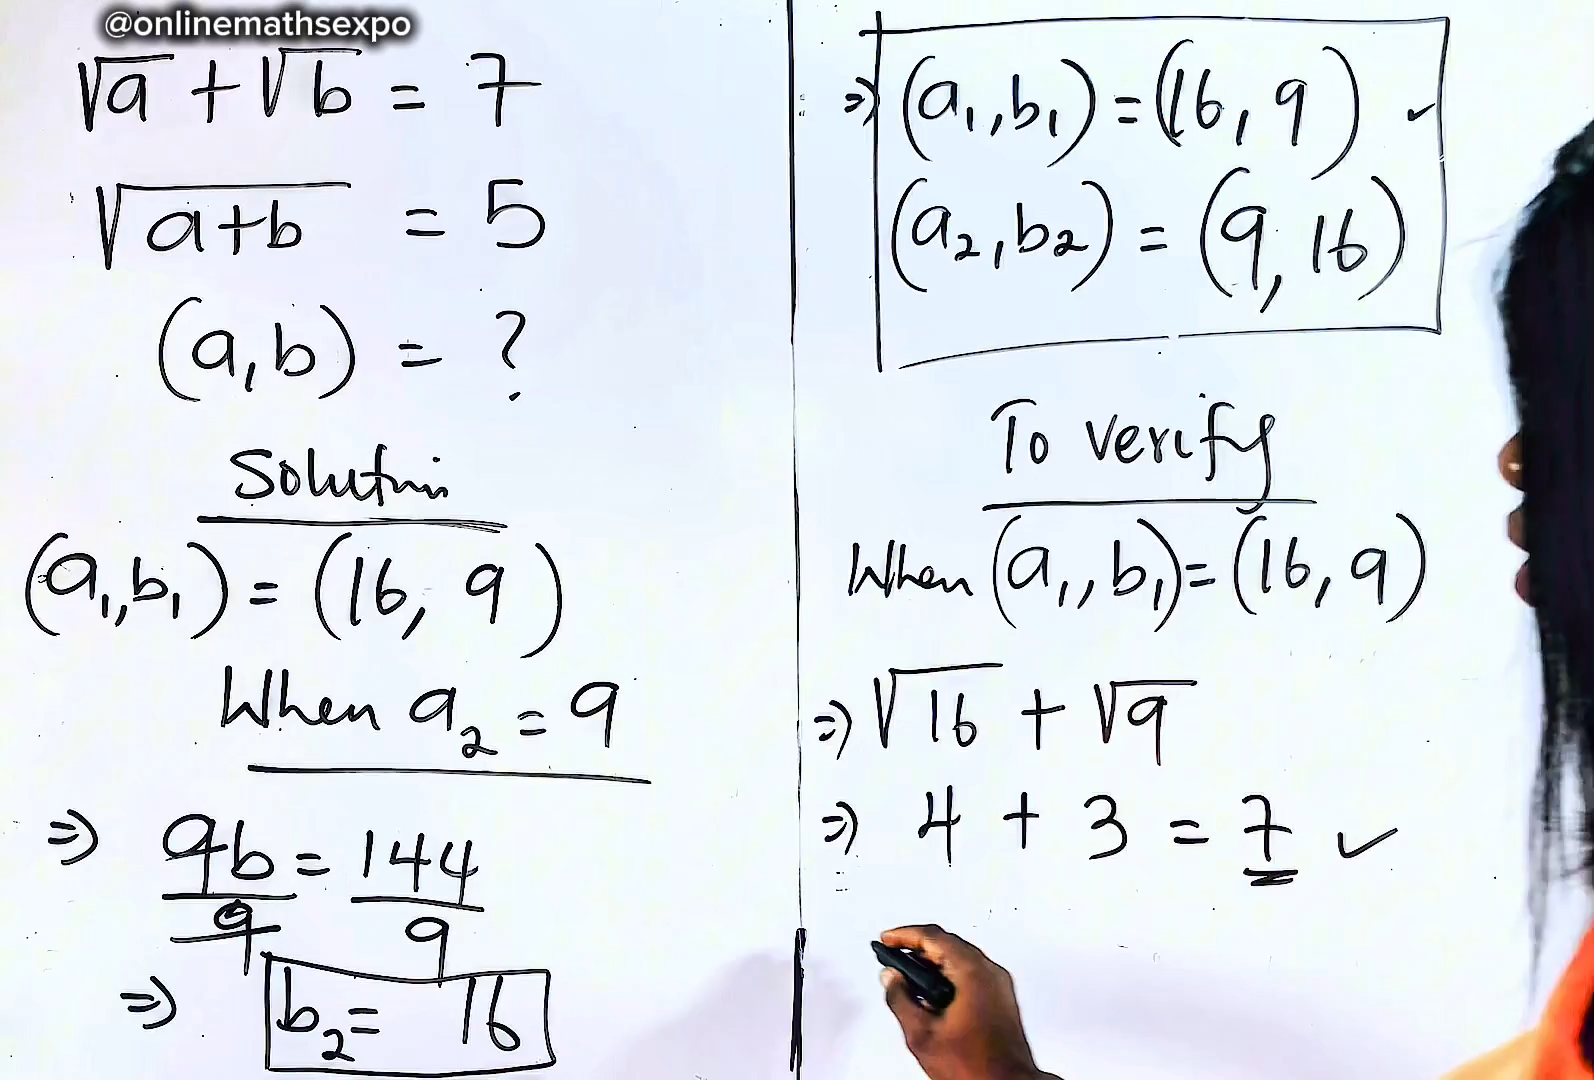 @onlinemathsexpo
√a + √b = 7
√a+b = 5
(a,b) = ?
Solution
(a₁,b₁) = (16, 9)
When a₂ = 9
⇒ 9b/9 = 144/9
⇒ b₂ = 16
⇒ (a₁,b₁) = (16, 9) ✓
(a₂,b₂) = (9, 16)
To verify
When (a₁,b₁) = (16, 9)
⇒ √16 + √9
⇒ 4 + 3 = 7 ✓